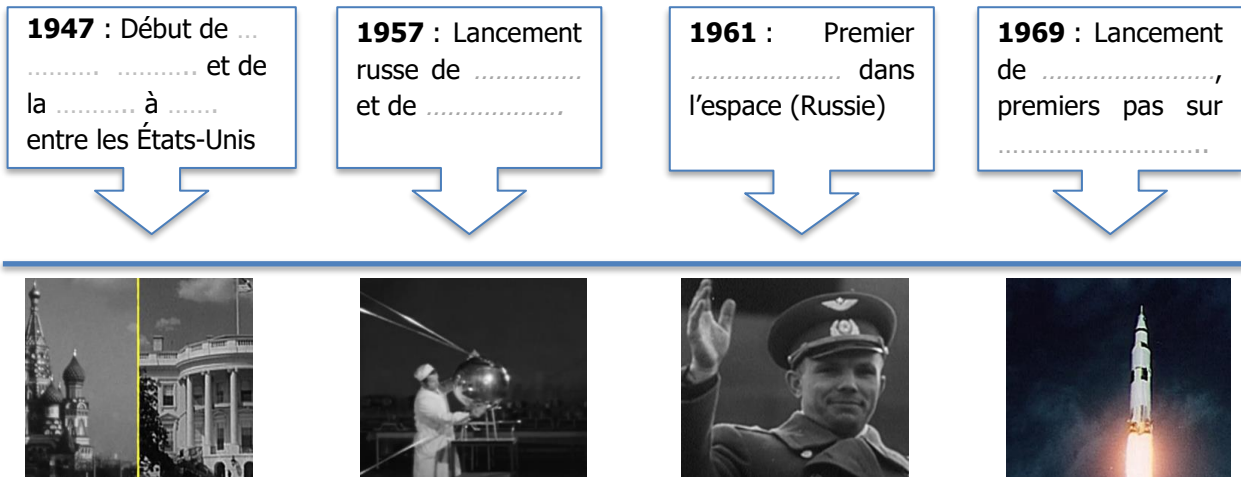 1947 : Début de ...
.......... ........... et de
la ........... à .......
entre les États-Unis
1957 : Lancement
russe de ................
et de ....................
1961 : Premier
...................... dans
l'espace (Russie)
1969 : Lancement
de .........................,
premiers pas sur
..............................